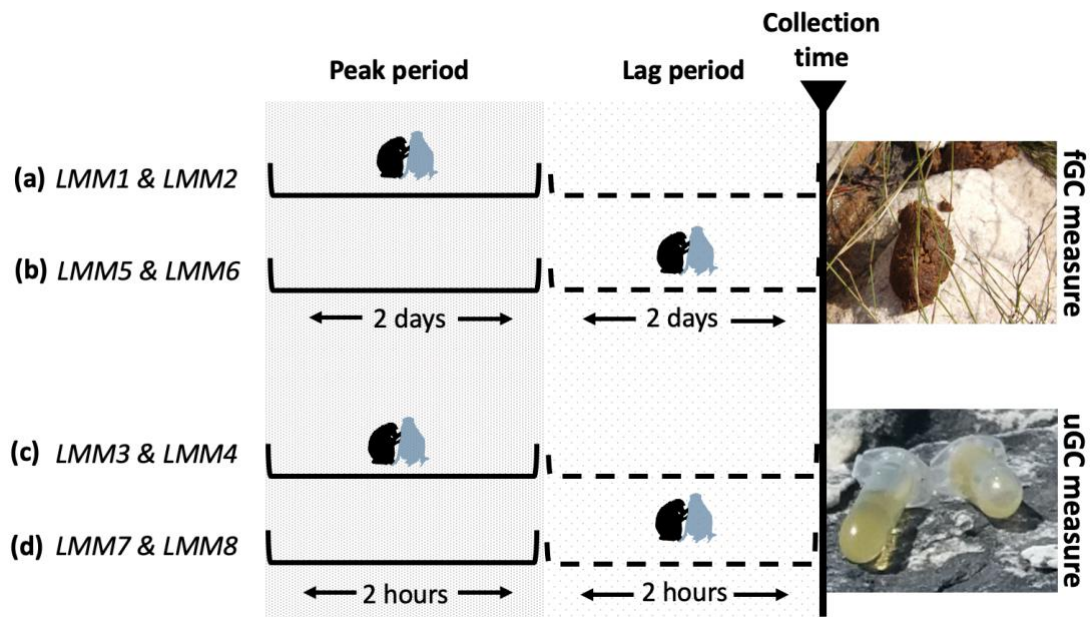 Collection
time
Peak period
Lag period
(a) LMM1 & LMM2
(b) LMM5 & LMM6
2 days
2 days
fGC measure
(c) LMM3 & LMM4
(d) LMM7 & LMM8
2 hours
2 hours
uGC measure